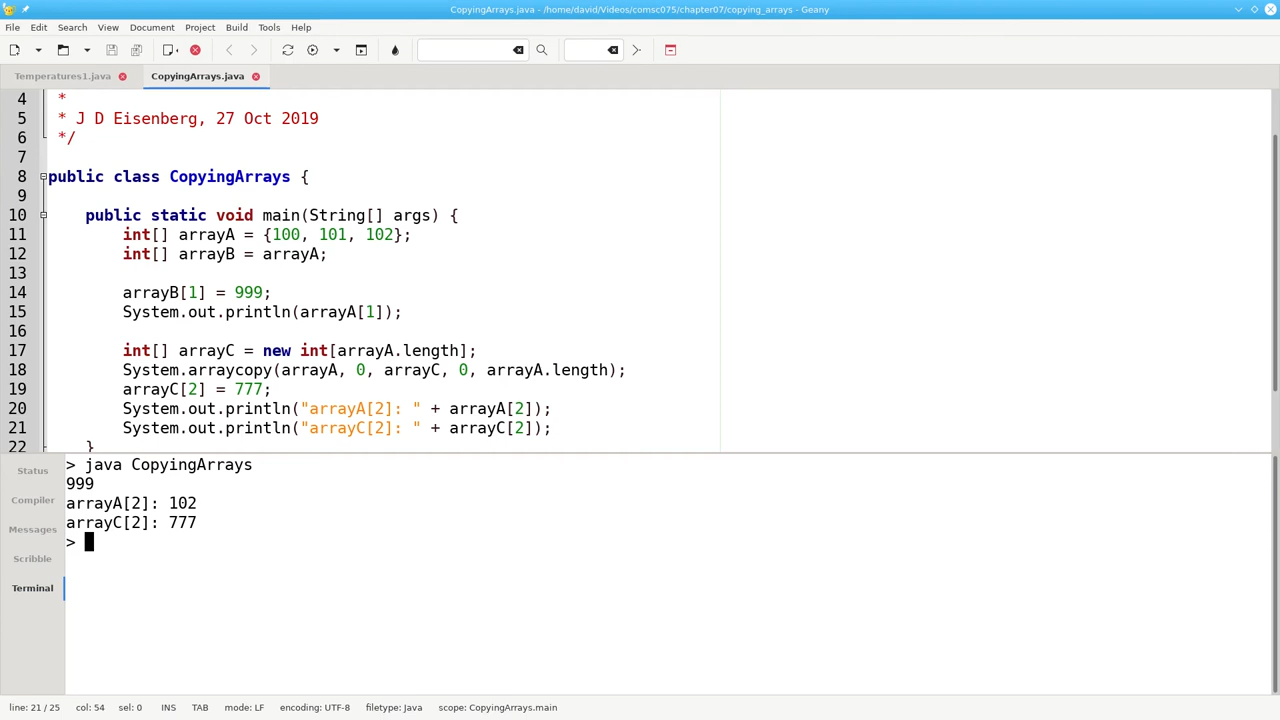 CopyingArrays.java - /home/david/Videos/comsc075/chapter07/copying_arrays - Geany
File Edit Search View Document Project Build Tools Help
Temperatures1.java CopyingArrays.java
4 *
5 * J D Eisenberg, 27 Oct 2019
6 */
7
8 public class CopyingArrays {
9
10 public static void main(String[] args) {
11 int[] arrayA = {100, 101, 102};
12 int[] arrayB = arrayA;
13
14 arrayB[1] = 999;
15 System.out.println(arrayA[1]);
16
17 int[] arrayC = new int[arrayA.length];
18 System.arraycopy(arrayA, 0, arrayC, 0, arrayA.length);
19 arrayC[2] = 777;
20 System.out.println("arrayA[2]: " + arrayA[2]);
21 System.out.println("arrayC[2]: " + arrayC[2]);
22 }
Status
Compiler
Messages
Scribble
Terminal
> java CopyingArrays
999
arrayA[2]: 102
arrayC[2]: 777
>
line: 21 / 25 col: 54 sel: 0 INS TAB mode: LF encoding: UTF-8 filetype: Java scope: CopyingArrays.main